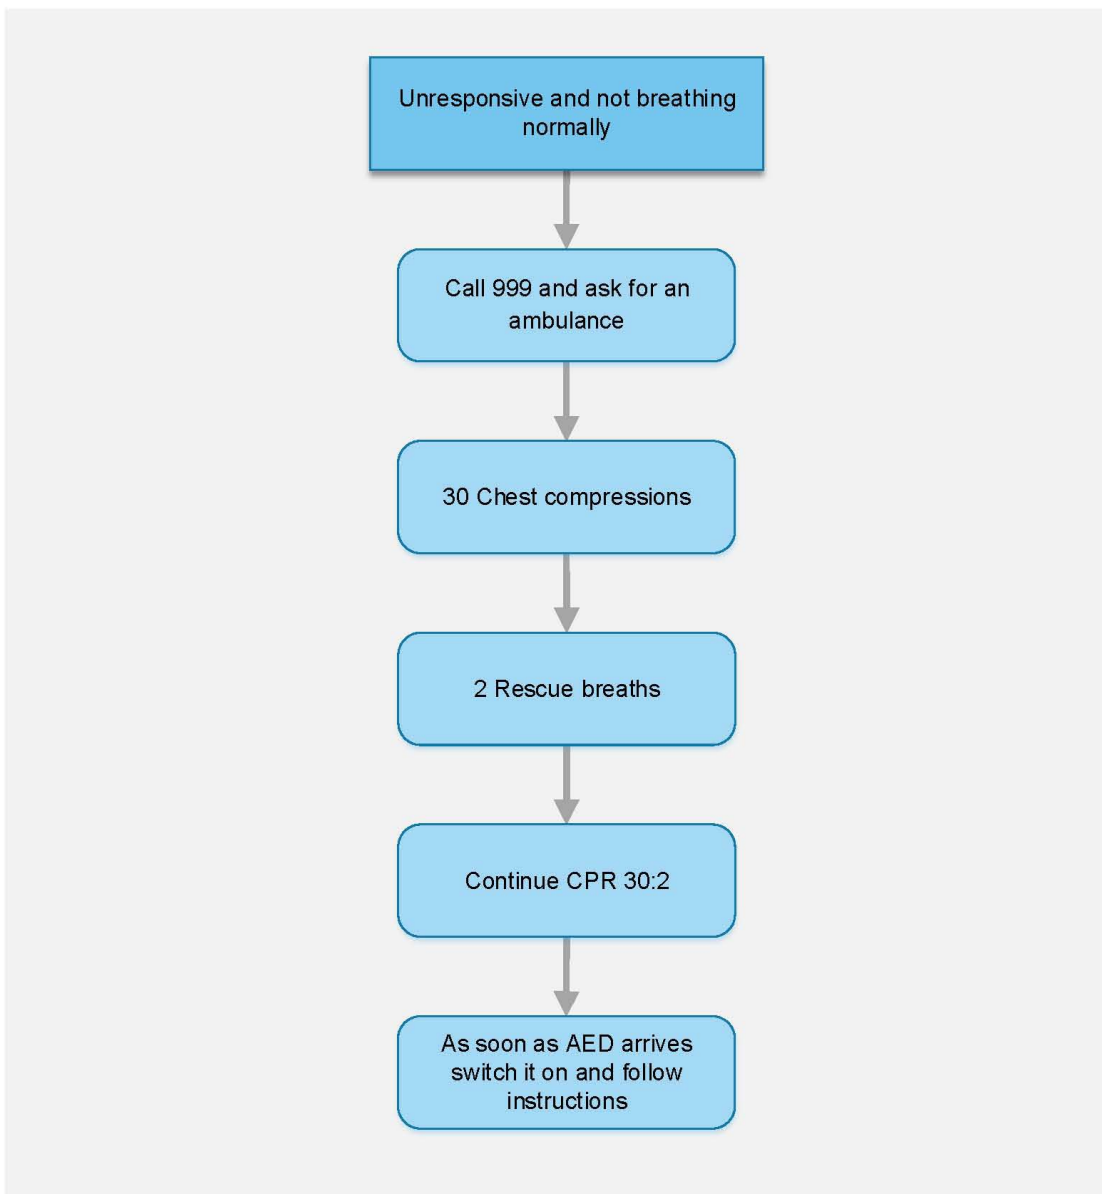 Unresponsive and not breathing
normally
Call 999 and ask for an
ambulance
30 Chest compressions
2 Rescue breaths
Continue CPR 30:2
As soon as AED arrives
switch it on and follow
instructions